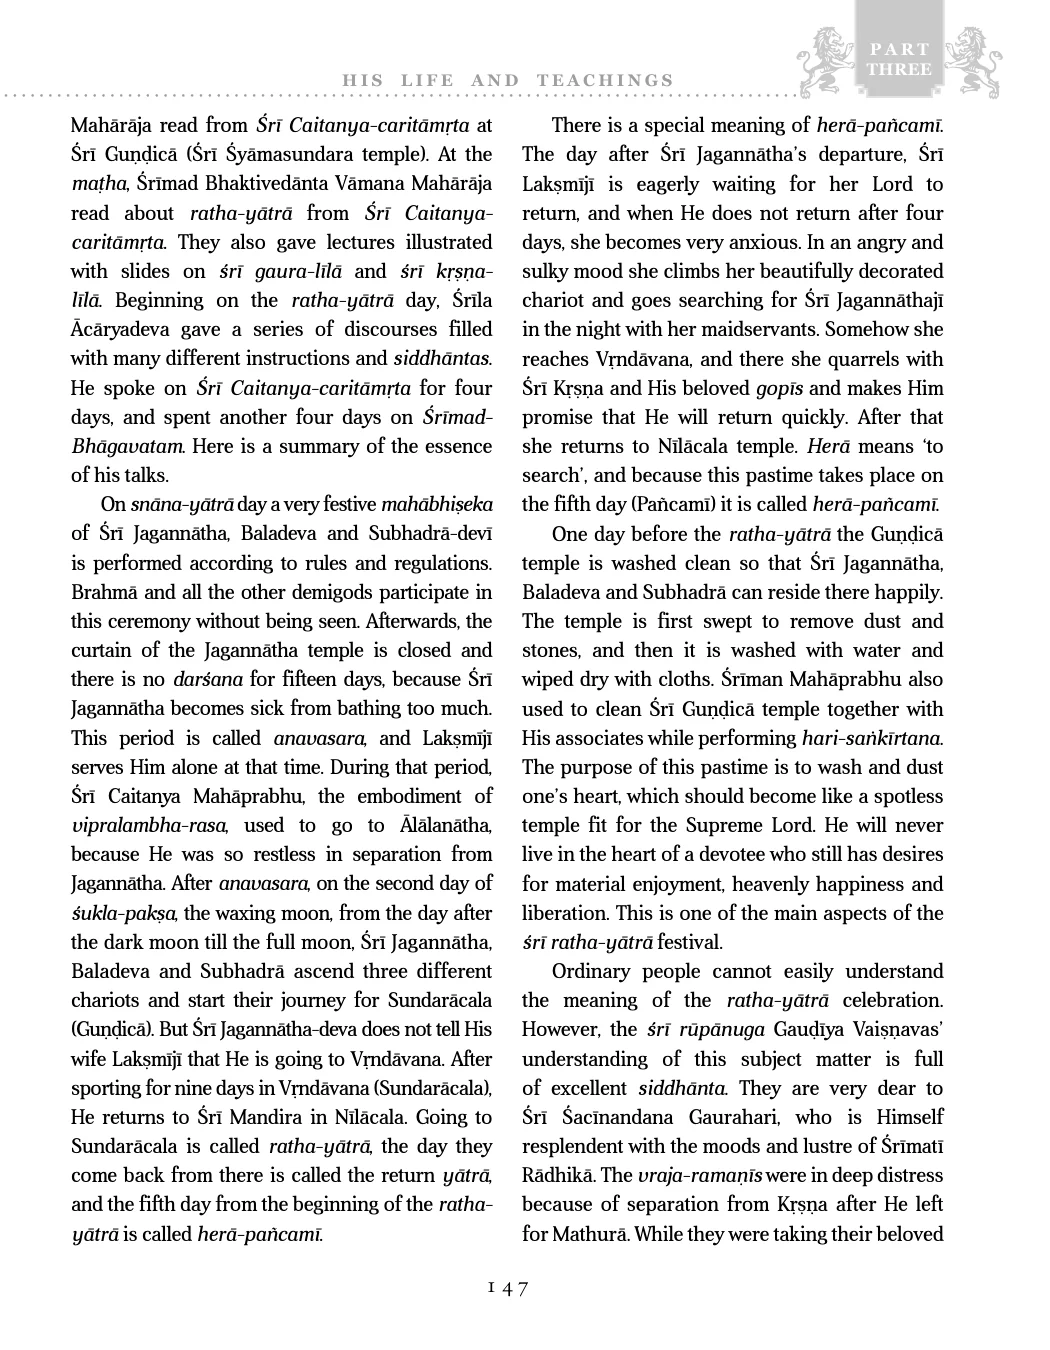 PART
THREE
HIS LIFE AND TEACHINGS
Mahārāja read from Śrī Caitanya-caritāmṛta at
Śrī Guṇḍicā (Śrī Śyāmasundara temple). At the
maṭha, Śrīmad Bhaktivedānta Vāmana Mahārāja
read about ratha-yātrā from Śrī Caitanya-
caritāmṛta. They also gave lectures illustrated
with slides on śrī gaura-līlā and śrī kṛṣṇa-
līlā. Beginning on the ratha-yātrā day, Śrīla
Ācāryadeva gave a series of discourses filled
with many different instructions and siddhāntas.
He spoke on Śrī Caitanya-caritāmṛta for four
days, and spent another four days on Śrīmad-
Bhāgavatam. Here is a summary of the essence
of his talks.
On snāna-yātrā day a very festive mahābhiṣeka
of Śrī Jagannātha, Baladeva and Subhadrā-devī
is performed according to rules and regulations.
Brahmā and all the other demigods participate in
this ceremony without being seen. Afterwards, the
curtain of the Jagannātha temple is closed and
there is no darśana for fifteen days, because Śrī
Jagannātha becomes sick from bathing too much.
This period is called anavasara, and Lakṣmījī
serves Him alone at that time. During that period,
Śrī Caitanya Mahāprabhu, the embodiment of
vipralambha-rasa, used to go to Ālālanātha,
because He was so restless in separation from
Jagannātha. After anavasara, on the second day of
śukla-pakṣa, the waxing moon, from the day after
the dark moon till the full moon, Śrī Jagannātha,
Baladeva and Subhadrā ascend three different
chariots and start their journey for Sundarācala
(Guṇḍicā). But Śrī Jagannātha-deva does not tell His
wife Lakṣmījī that He is going to Vṛndāvana. After
sporting for nine days in Vṛndāvana (Sundarācala),
He returns to Śrī Mandira in Nīlācala. Going to
Sundarācala is called ratha-yātrā, the day they
come back from there is called the return yātrā,
and the fifth day from the beginning of the ratha-
yātrā is called herā-pañcamī.
There is a special meaning of herā-pañcamī.
The day after Śrī Jagannātha's departure, Śrī
Lakṣmījī is eagerly waiting for her Lord to
return, and when He does not return after four
days, she becomes very anxious. In an angry and
sulky mood she climbs her beautifully decorated
chariot and goes searching for Śrī Jagannāthajī
in the night with her maidservants. Somehow she
reaches Vṛndāvana, and there she quarrels with
Śrī Kṛṣṇa and His beloved gopīs and makes Him
promise that He will return quickly. After that
she returns to Nīlācala temple. Herā means 'to
search', and because this pastime takes place on
the fifth day (Pañcamī) it is called herā-pañcamī.
One day before the ratha-yātrā the Guṇḍicā
temple is washed clean so that Śrī Jagannātha,
Baladeva and Subhadrā can reside there happily.
The temple is first swept to remove dust and
stones, and then it is washed with water and
wiped dry with cloths. Śrīman Mahāprabhu also
used to clean Śrī Guṇḍicā temple together with
His associates while performing hari-saṅkīrtana.
The purpose of this pastime is to wash and dust
one's heart, which should become like a spotless
temple fit for the Supreme Lord. He will never
live in the heart of a devotee who still has desires
for material enjoyment, heavenly happiness and
liberation. This is one of the main aspects of the
śrī ratha-yātrā festival.
Ordinary people cannot easily understand
the meaning of the ratha-yātrā celebration.
However, the śrī rūpānuga Gauḍīya Vaiṣṇavas'
understanding of this subject matter is full
of excellent siddhānta. They are very dear to
Śrī Śacīnandana Gaurahari, who is Himself
resplendent with the moods and lustre of Śrīmatī
Rādhikā. The vraja-ramaṇīs were in deep distress
because of separation from Kṛṣṇa after He left
for Mathurā. While they were taking their beloved
147